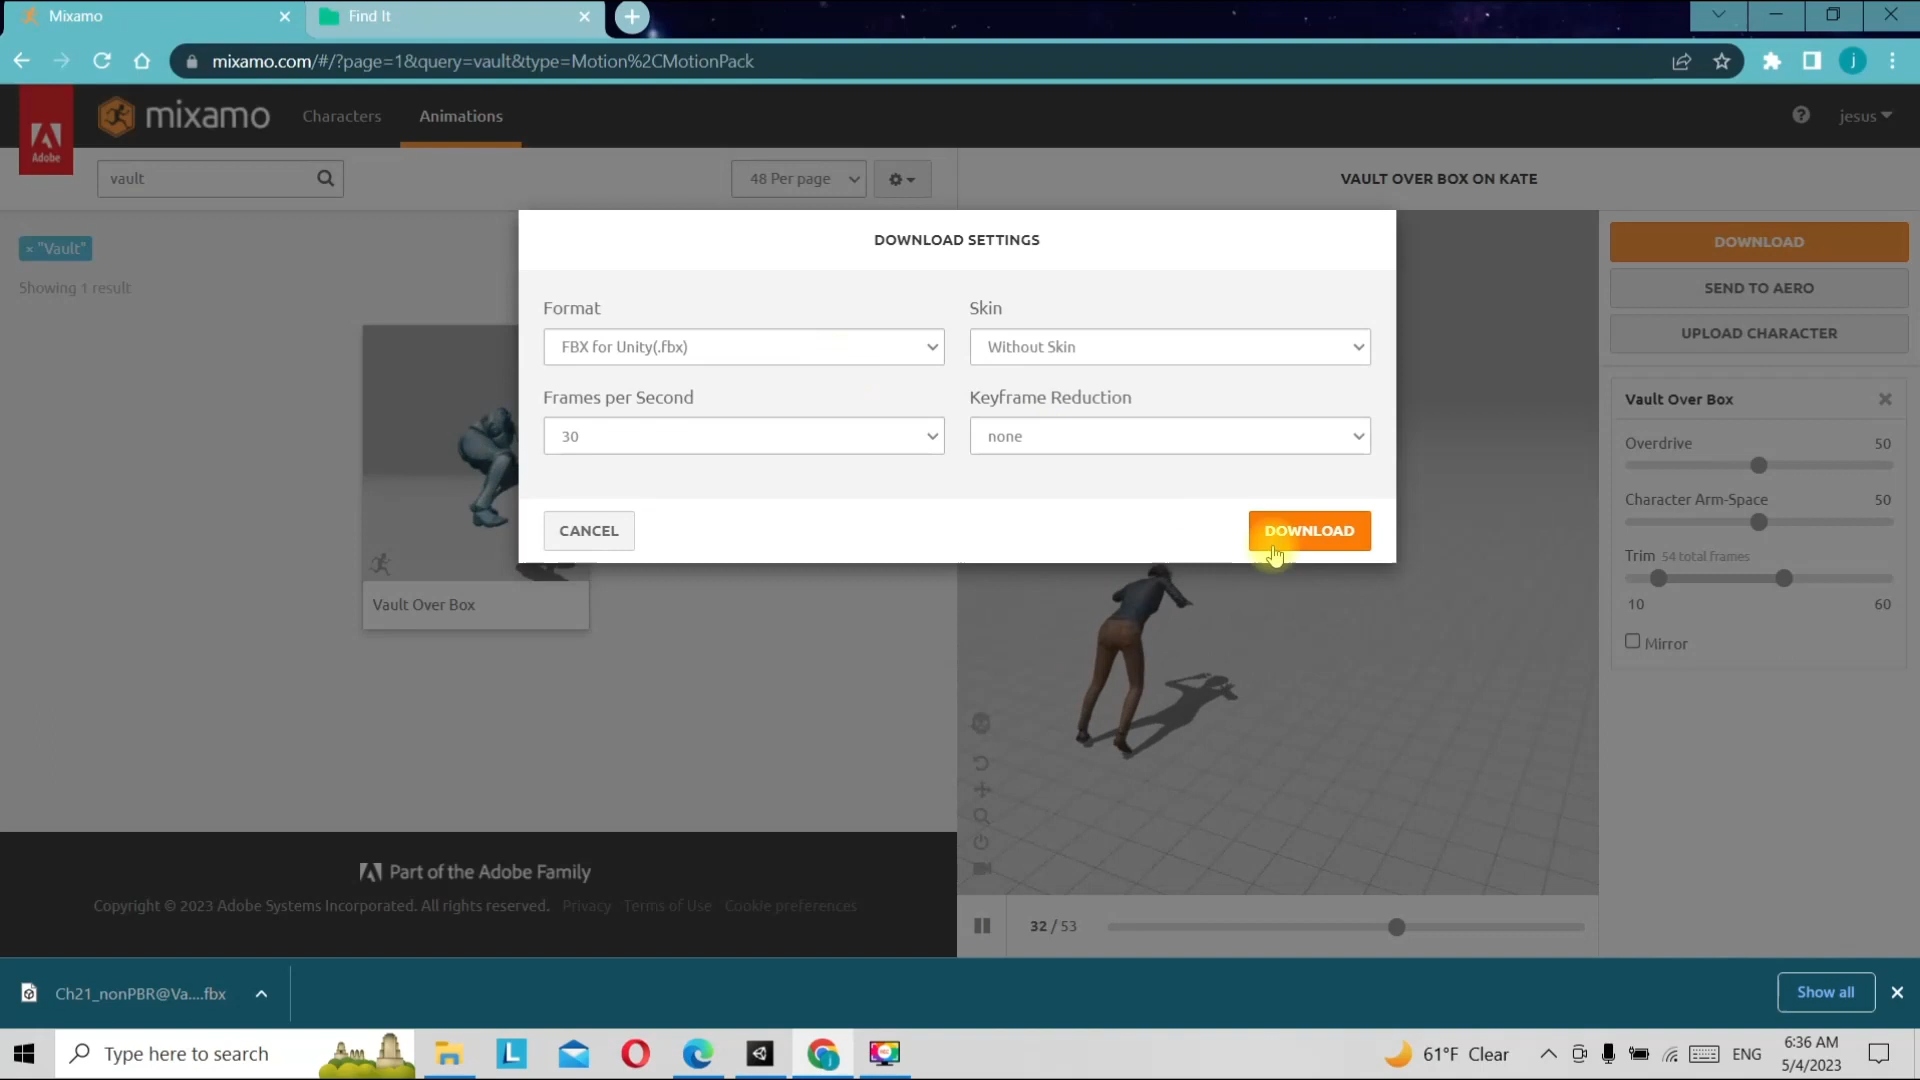 Mixamo
Find It
mixamo.com/#/?page=1&query=vault&type=Motion%2CMotionPack
j
Adobe
mixamo
Characters
Animations
jesus
vault
48 Per page
VAULT OVER BOX ON KATE
× "Vault"
Showing 1 result
DOWNLOAD SETTINGS
Format
Skin
FBX for Unity(.fbx)
Without Skin
Frames per Second
Keyframe Reduction
30
none
CANCEL
DOWNLOAD
DOWNLOAD
SEND TO AERO
UPLOAD CHARACTER
Vault Over Box
Overdrive 50
Character Arm-Space 50
Trim 54 total frames
10 60
Mirror
Vault Over Box
Part of the Adobe Family
Copyright © 2023 Adobe Systems Incorporated. All rights reserved. Privacy Terms of Use Cookie preferences
32 / 53
Ch21_nonPBR@Va....fbx
Show all
Type here to search
L
j
61°F Clear
ENG
6:36 AM
5/4/2023